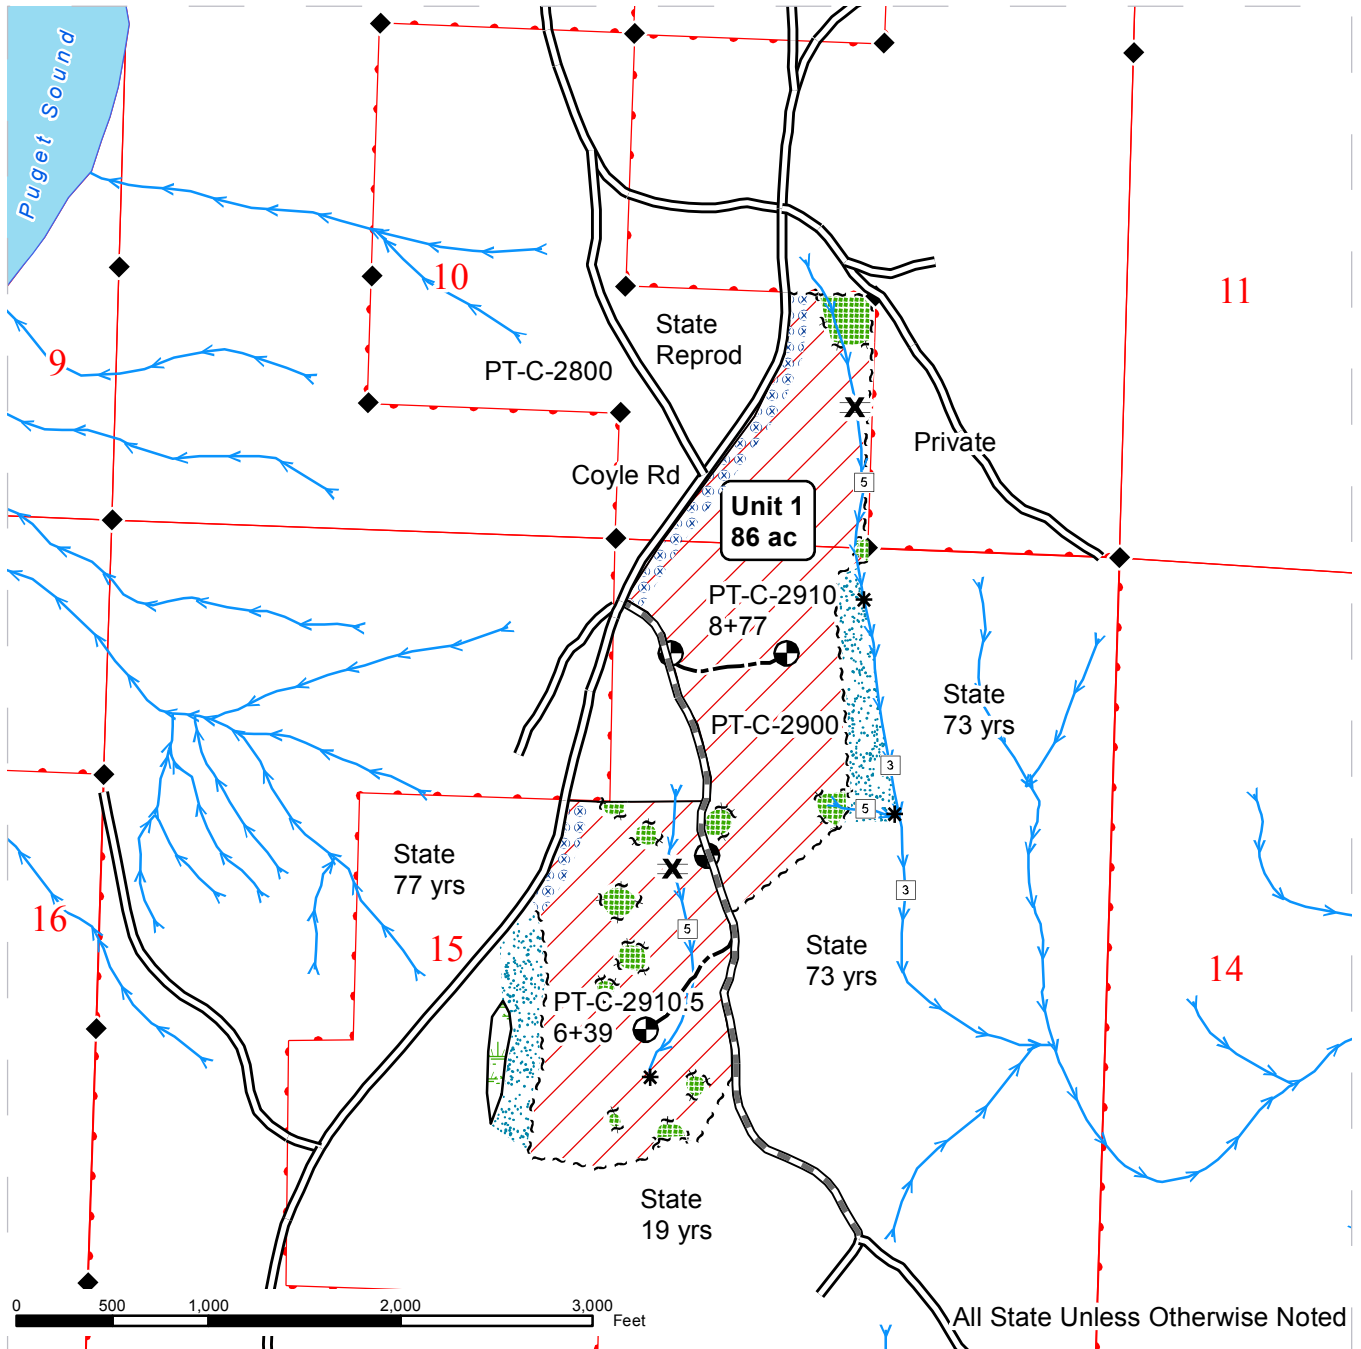 Puget Sound
10
11
State
Reprod
PT-C-2800
9
Private
Coyle Rd
5
Unit 1
86 ac
PT-C-2910
8+77
State
73 yrs
PT-C-2900
3
5
State
77 yrs
3
16
15
5
State
73 yrs
14
PT-C-2910.5
6+39
State
19 yrs
0 500 1,000 2,000 3,000
Feet
All State Unless Otherwise Noted